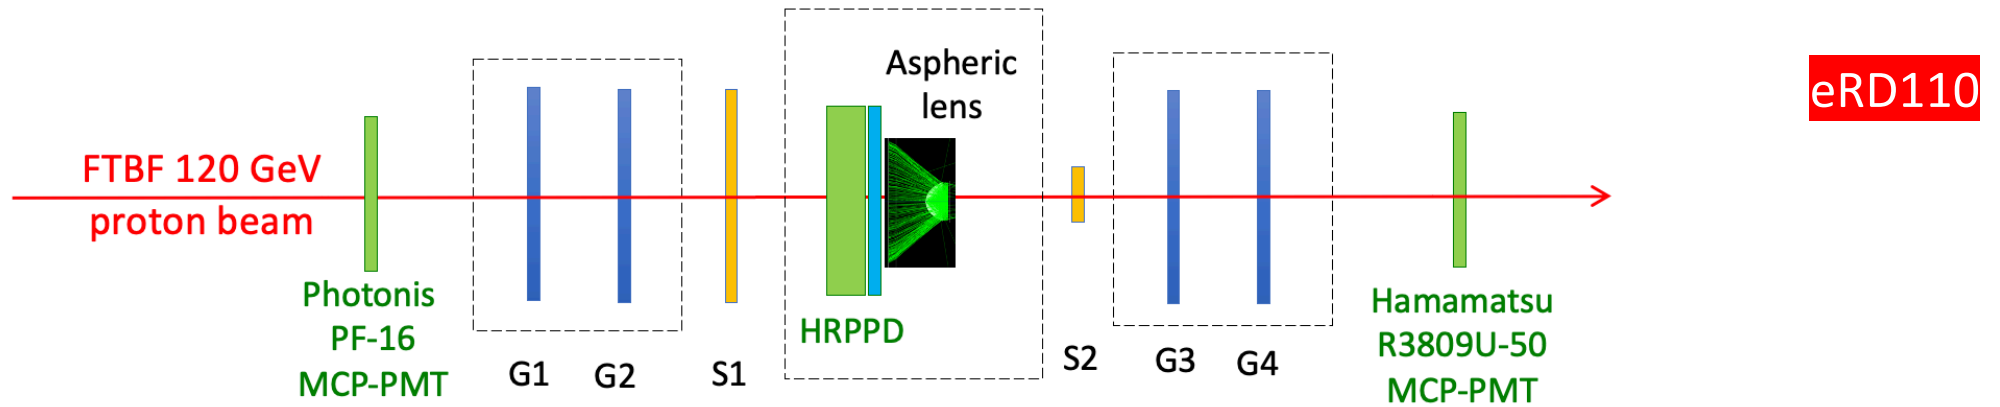 Aspheric
lens
eRD110
FTBF 120 GeV
proton beam
Photonis
PF-16
MCP-PMT
G1
G2
S1
HRPPD
S2
G3
G4
Hamamatsu
R3809U-50
MCP-PMT